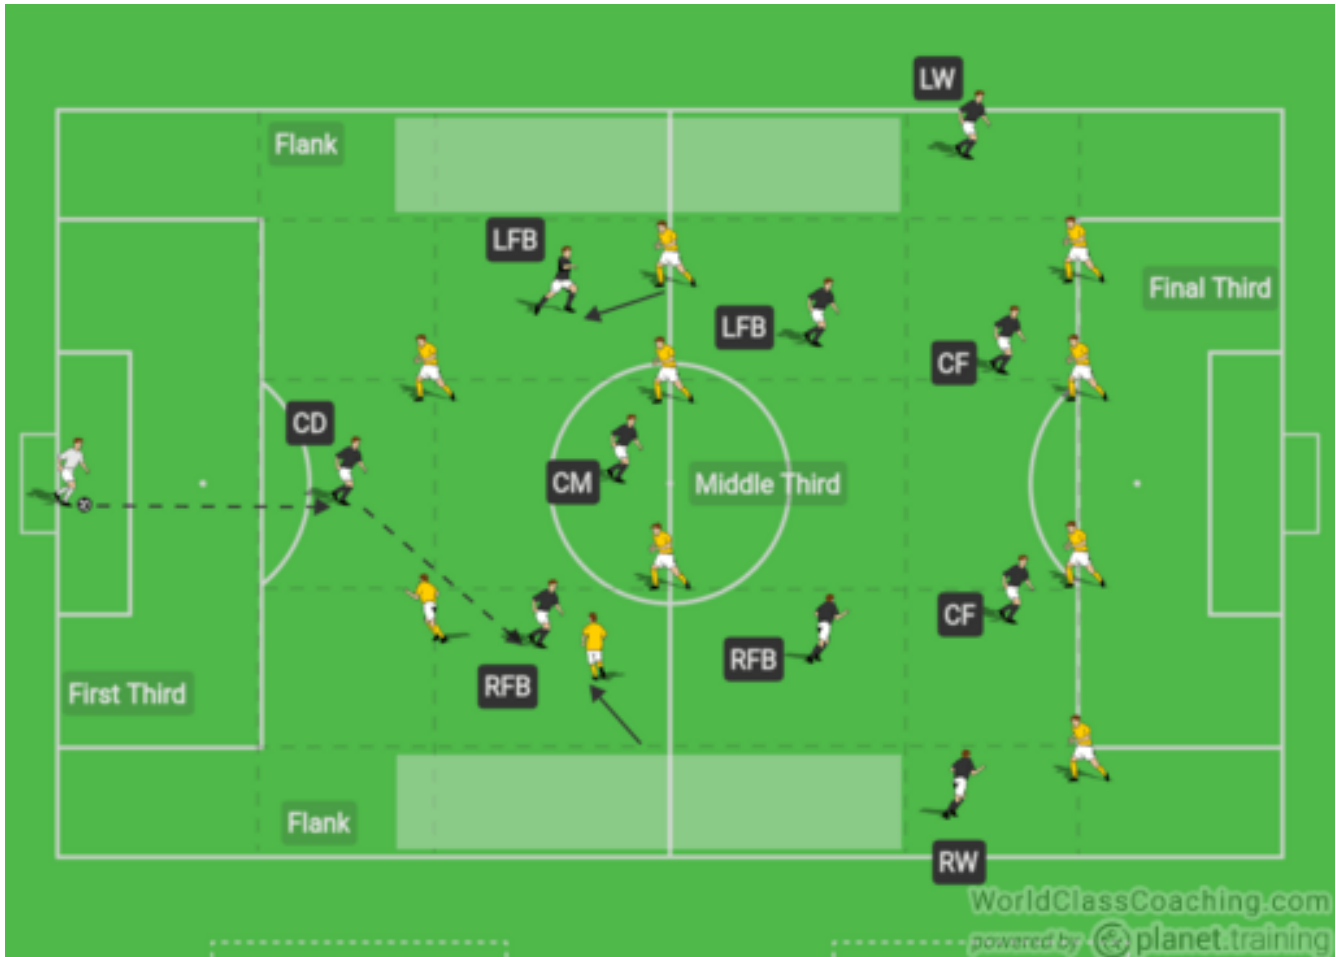 LW
Flank
LFB
LFB
Final Third
CF
CD
CM
Middle Third
CF
RFB
RFB
First Third
Flank
RW
WorldClassCoaching.com
powered by planet.training